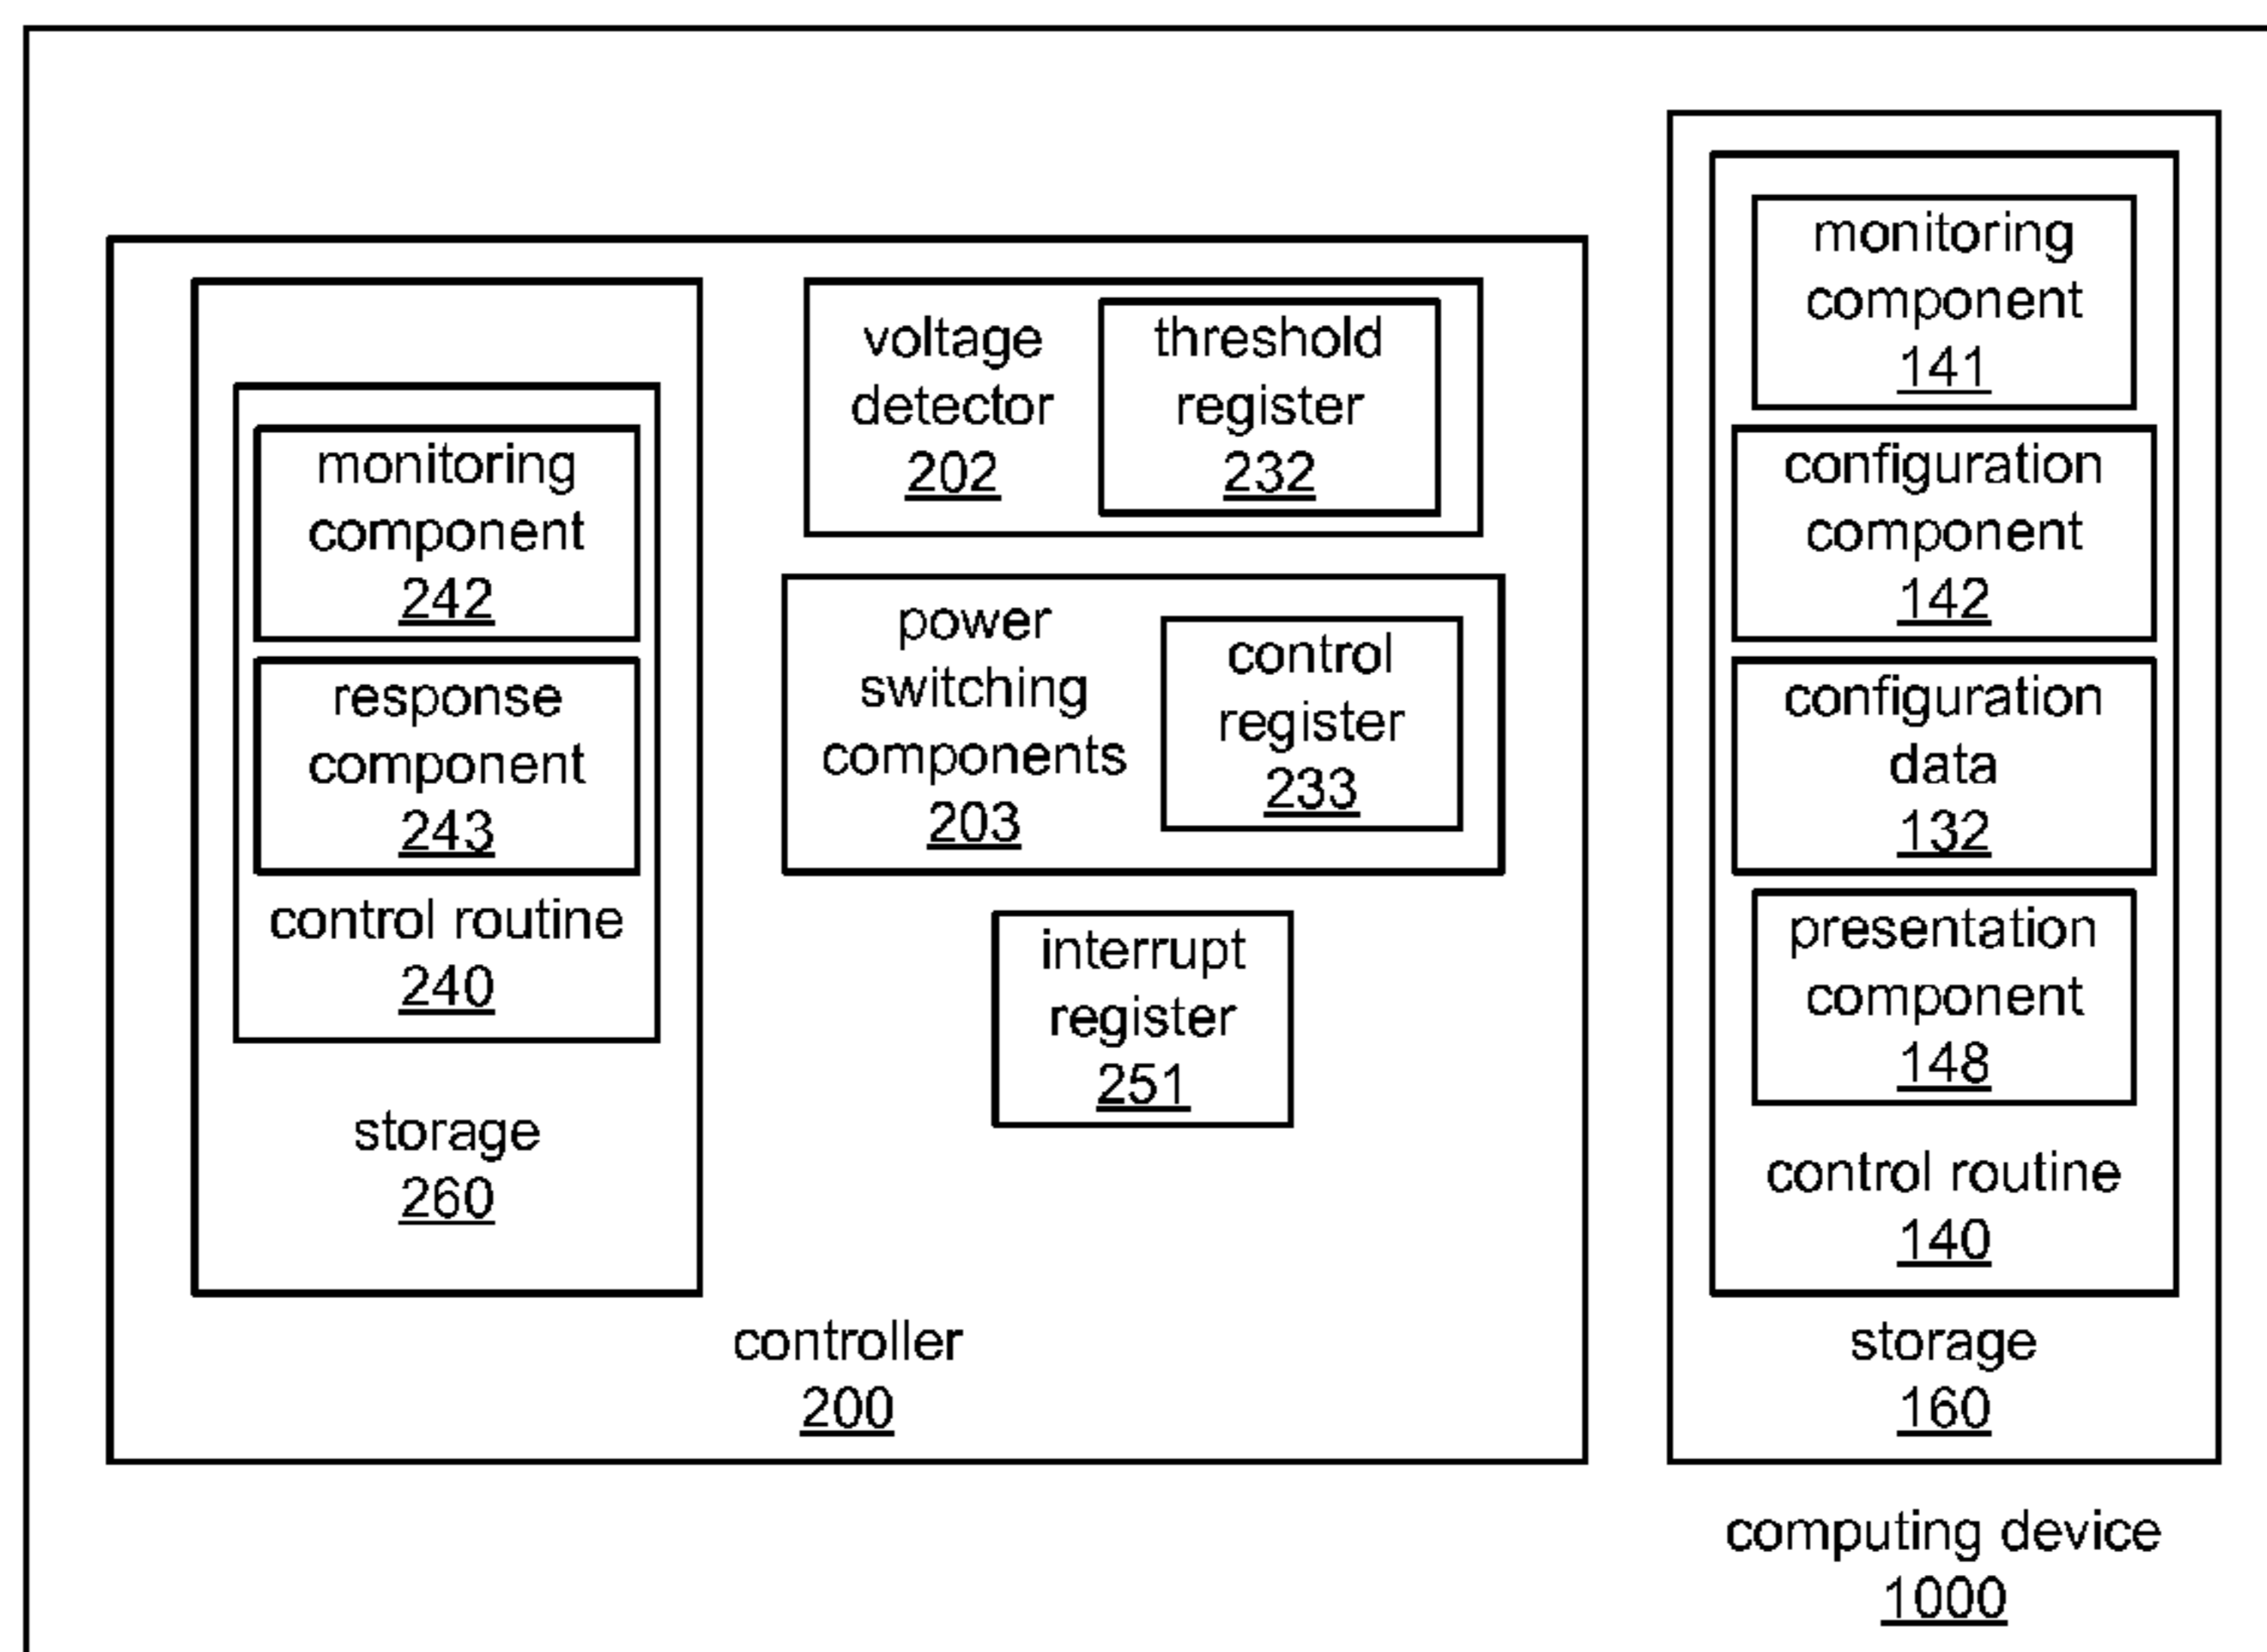 monitoring
component
242
response
component
243
control routine
240
storage
260
voltage
detector
202
threshold
register
232
power
switching
components
203
control
register
233
interrupt
register
251
controller
200
monitoring
component
141
configuration
component
142
configuration
data
132
presentation
component
148
control routine
140
storage
160
computing device
1000